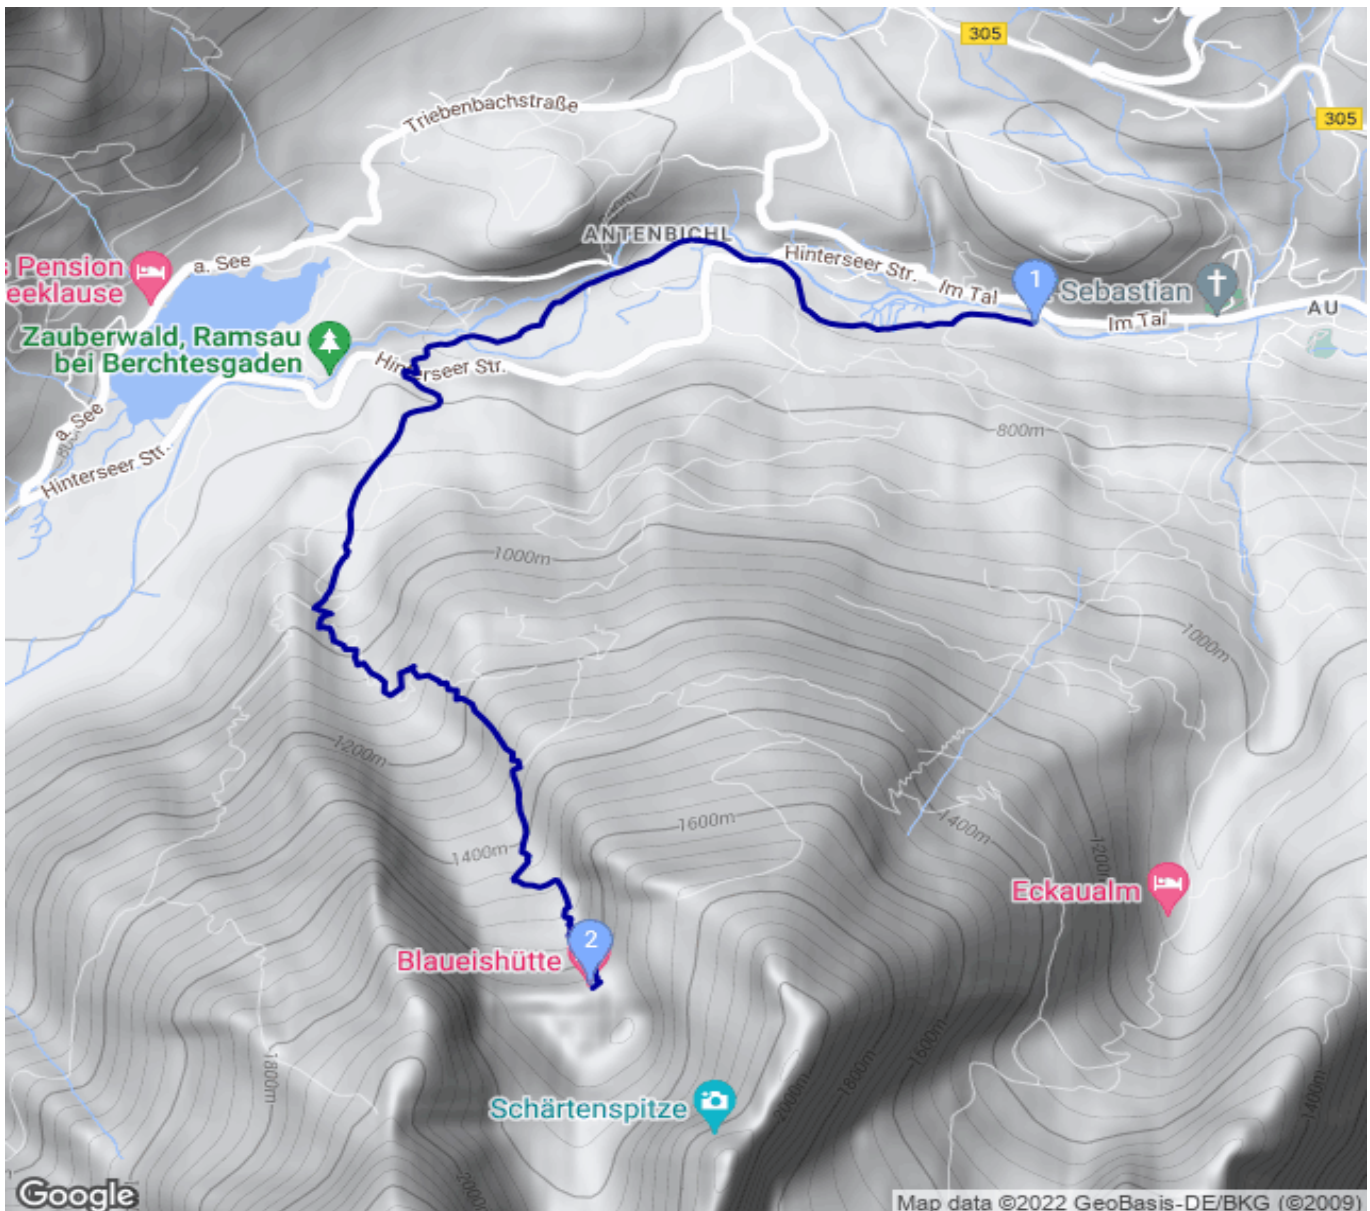 305
305
Triebenbachstraße
ANTENBICHL
a. See
Pension
eeklause
Hinterseer Str.
Im Tal
1
Sebastian
Im Tal
AU
Zauberwald, Ramsau
bei Berchtesgaden
Hinterseer Str.
a. See
Hinterseer Str.
800m
1000m
1000m
1200m
1600m
1400m
1400m
Eckaualm
2
Blaueishütte
1800m
Schärtenspitze
2000m
1800m
1600m
1400m
Google
Map data ©2022 GeoBasis-DE/BKG (©2009)